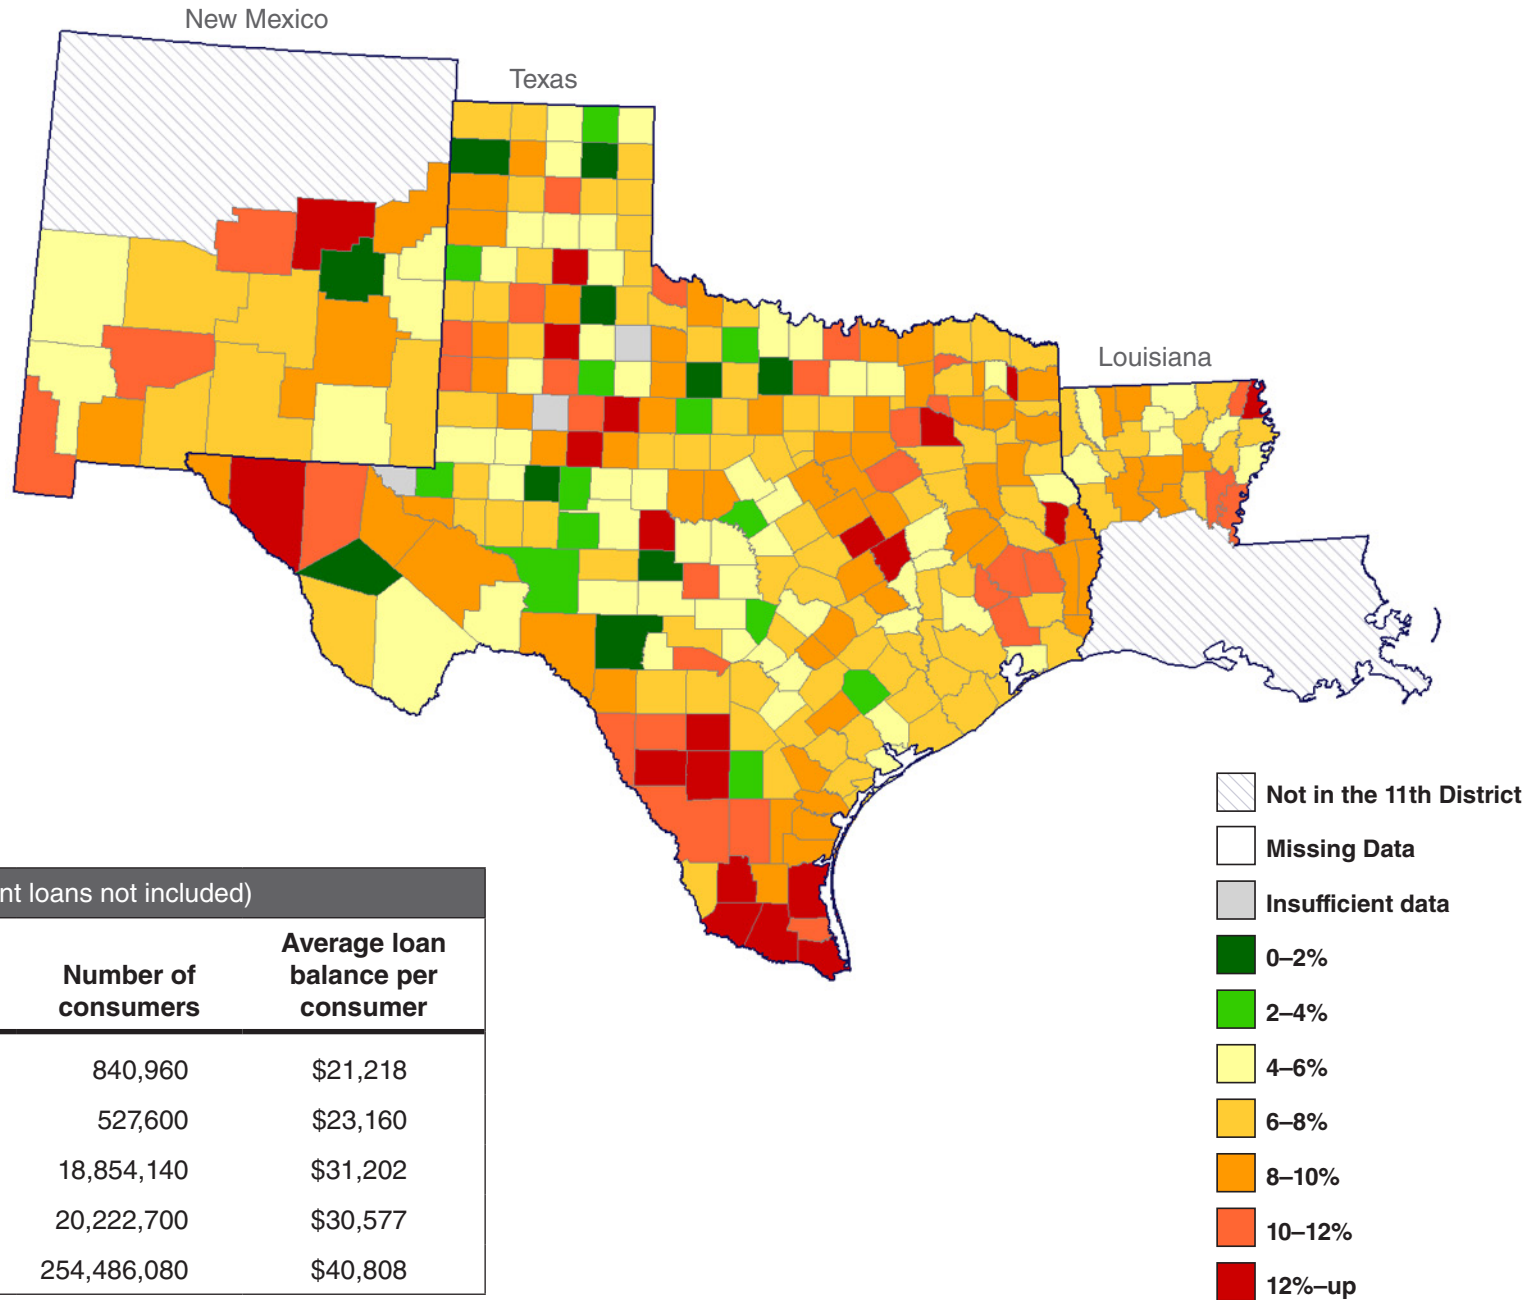 New Mexico
Texas
Louisiana
Not in the 11th District
Missing Data
Insufficient data
0–2%
2–4%
4–6%
6–8%
8–10%
10–12%
12%–up
nt loans not included)
Number of
consumers
Average loan
balance per
consumer
840,960 $21,218
527,600 $23,160
18,854,140 $31,202
20,222,700 $30,577
254,486,080 $40,808